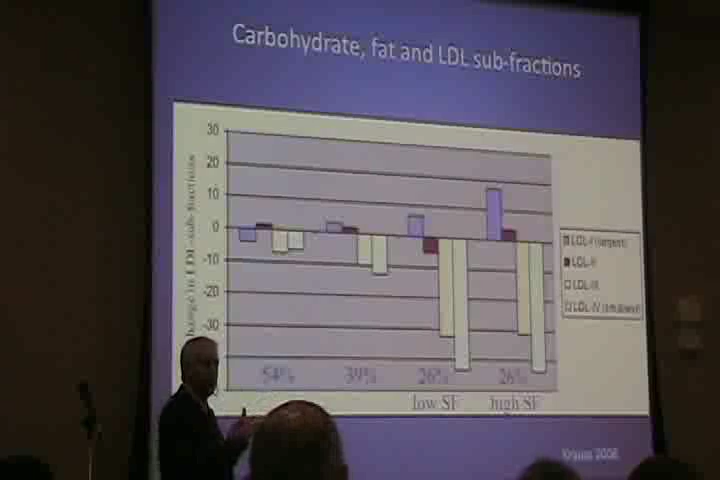 Carbohydrate, fat and LDL sub-fractions
30
20
10
0
-10
-20
-30
hange in LDL-sub-fractions
54%
39%
26%
26%
low SF
high SF
LDL-I (largest)
LDL-II
LDL-III
LDL-IV (smallest)
Krauss 2006